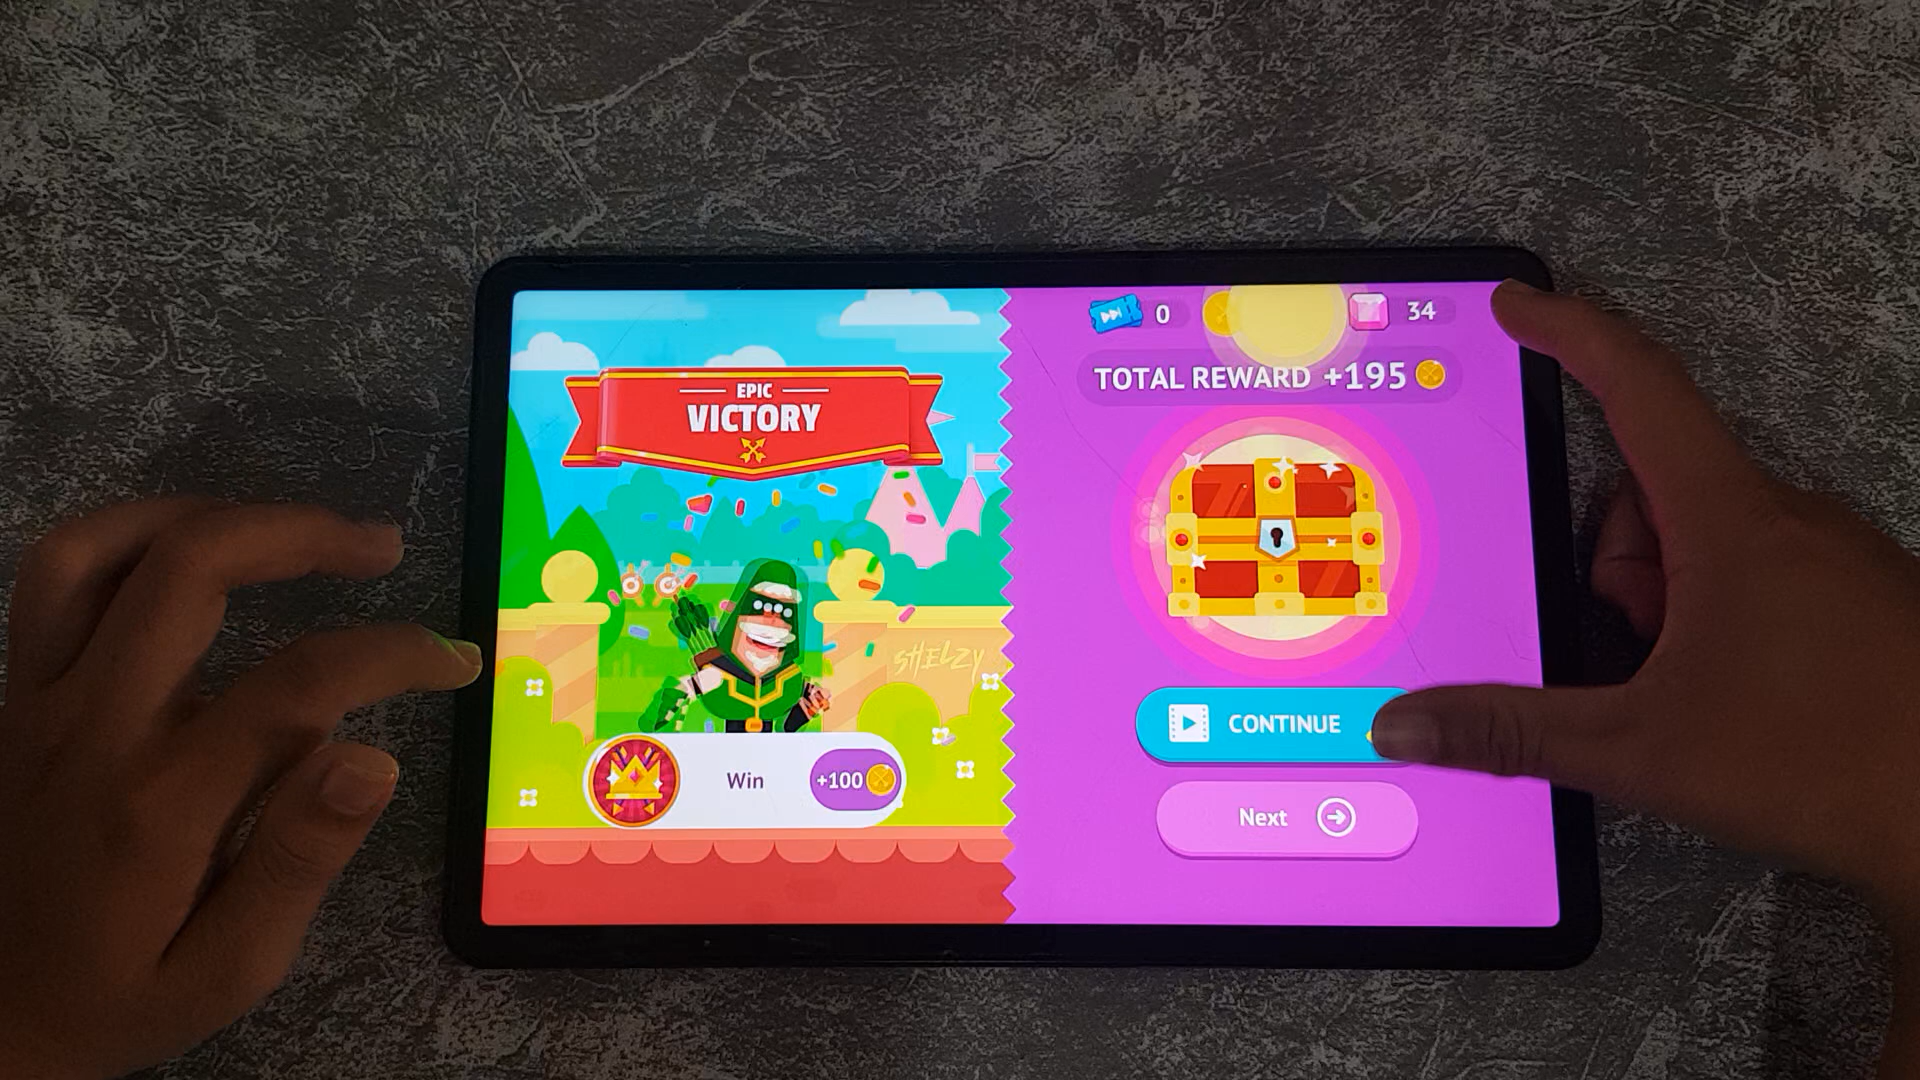 EPIC
VICTORY
SHELZY
Win
+100
0
34
TOTAL REWARD +195
CONTINUE
Next